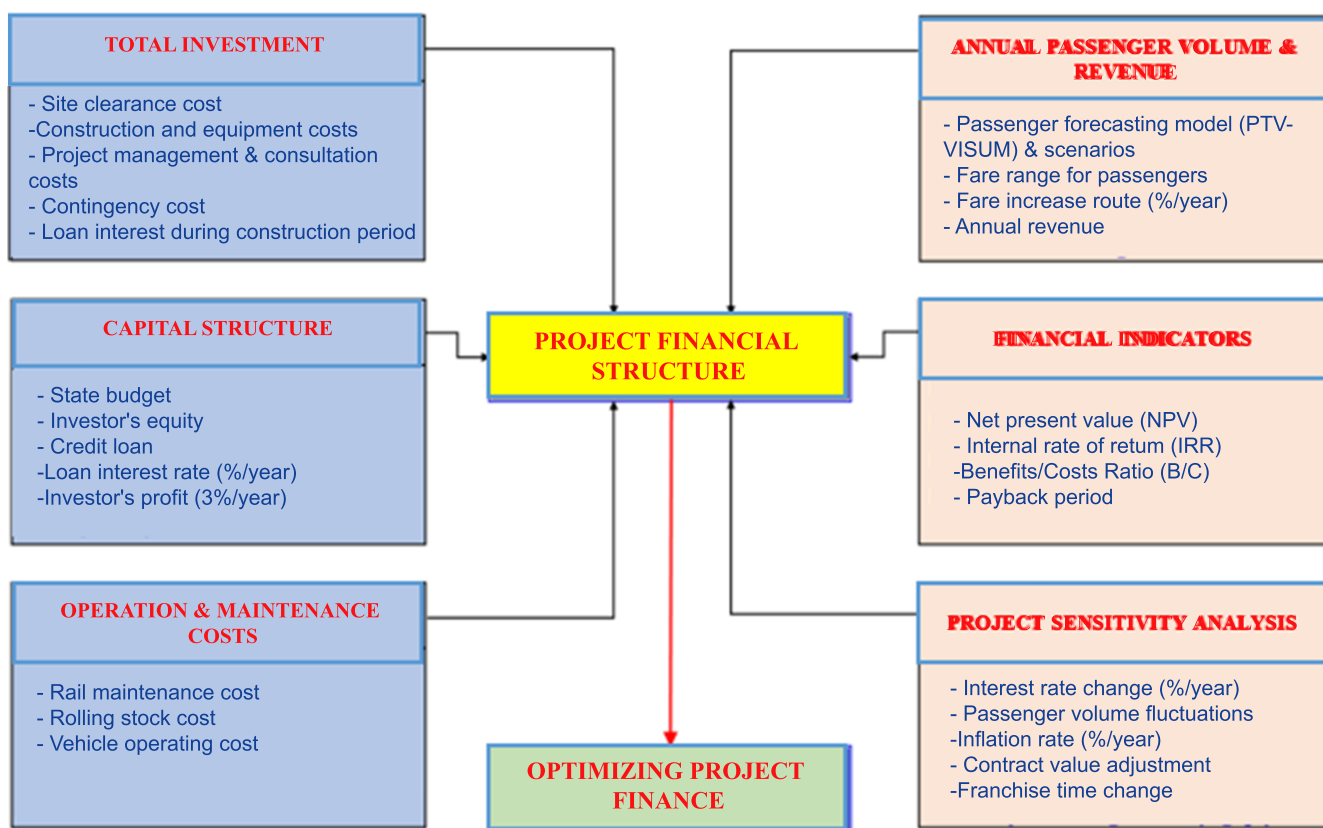 TOTAL INVESTMENT
- Site clearance cost
-Construction and equipment costs
- Project management & consultation
costs
- Contingency cost
- Loan interest during construction period
CAPITAL STRUCTURE
- State budget
- Investor's equity
- Credit loan
-Loan interest rate (%/year)
-Investor's profit (3%/year)
OPERATION & MAINTENANCE
COSTS
- Rail maintenance cost
- Rolling stock cost
- Vehicle operating cost
PROJECT FINANCIAL
STRUCTURE
OPTIMIZING PROJECT
FINANCE
ANNUAL PASSENGER VOLUME &
REVENUE
- Passenger forecasting model (PTV-
VISUM) & scenarios
- Fare range for passengers
- Fare increase route (%/year)
- Annual revenue
FINANCIAL INDICATORS
- Net present value (NPV)
- Internal rate of retum (IRR)
-Benefits/Costs Ratio (B/C)
- Payback period
PROJECT SENSITIVITY ANALYSIS
- Interest rate change (%/year)
- Passenger volume fluctuations
-Inflation rate (%/year)
- Contract value adjustment
-Franchise time change